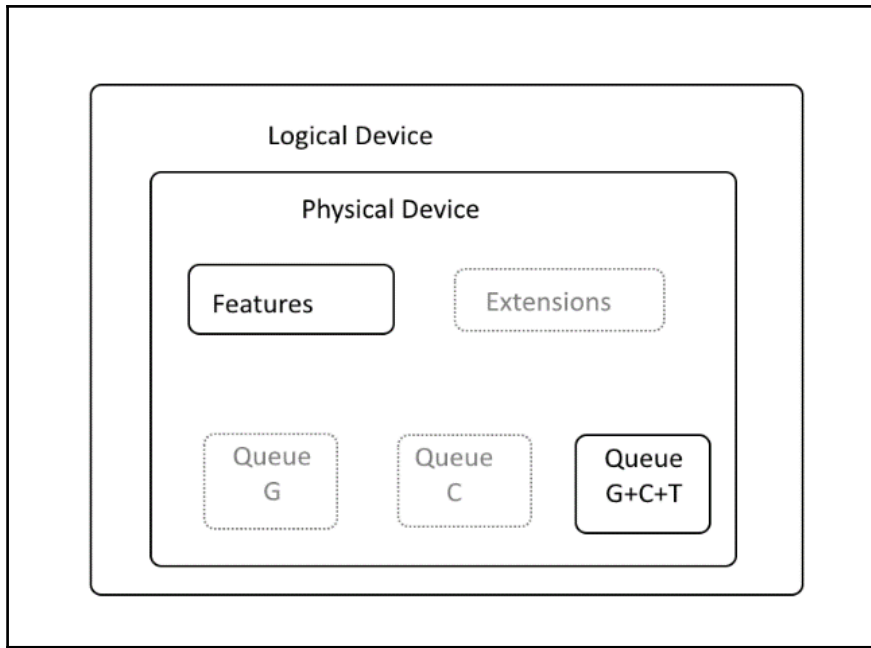 Logical Device
Physical Device
Features
Extensions
Queue
G
Queue
C
Queue
G+C+T